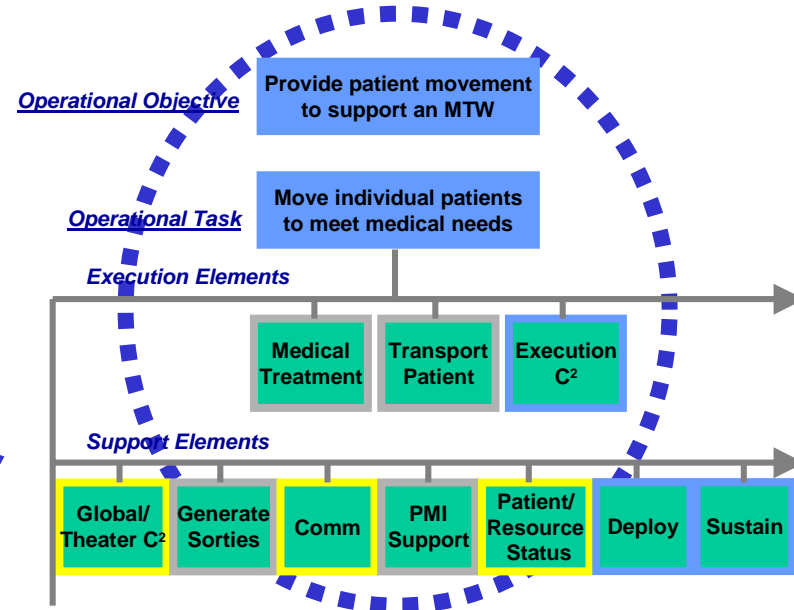 Operational Objective
Provide patient movement
to support an MTW
Operational Task
Move individual patients
to meet medical needs
Execution Elements
Medical
Treatment
Transport
Patient
Execution
C²
Support Elements
Global/
Theater C²
Generate
Sorties
Comm
PMI
Support
Patient/
Resource
Status
Deploy
Sustain